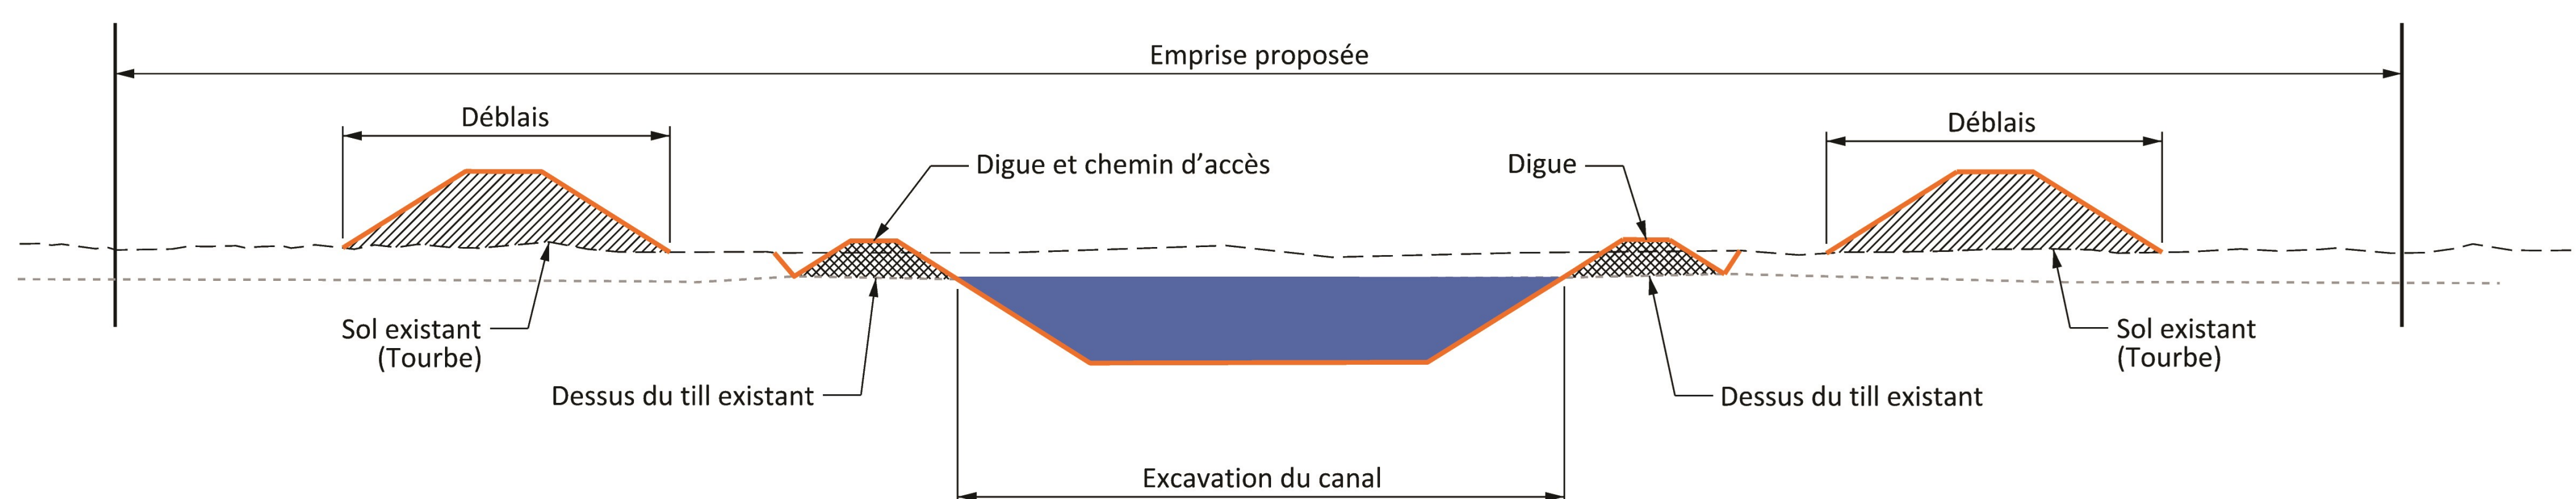 Emprise proposée
Déblais
Déblais
Digue et chemin d’accès
Digue
Sol existant
(Tourbe)
Sol existant
(Tourbe)
Dessus du till existant
Dessus du till existant
Excavation du canal